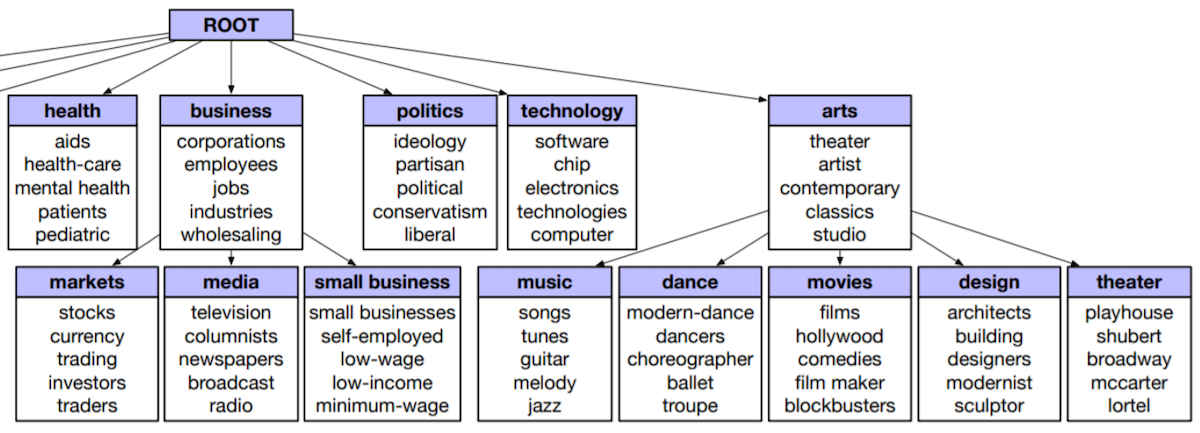 ROOT
health
aids
health-care
mental health
patients
pediatric
business
corporations
employees
jobs
industries
wholesaling
politics
ideology
partisan
political
conservatism
liberal
technology
software
chip
electronics
technologies
computer
arts
theater
artist
contemporary
classics
studio
markets
stocks
currency
trading
investors
traders
media
television
columnists
newspapers
broadcast
radio
small business
small businesses
self-employed
low-wage
low-income
minimum-wage
music
songs
tunes
guitar
melody
jazz
dance
modern-dance
dancers
choreographer
ballet
troupe
movies
films
hollywood
comedies
film maker
blockbusters
design
architects
building
designers
modernist
sculptor
theater
playhouse
shubert
broadway
mccarter
lortel